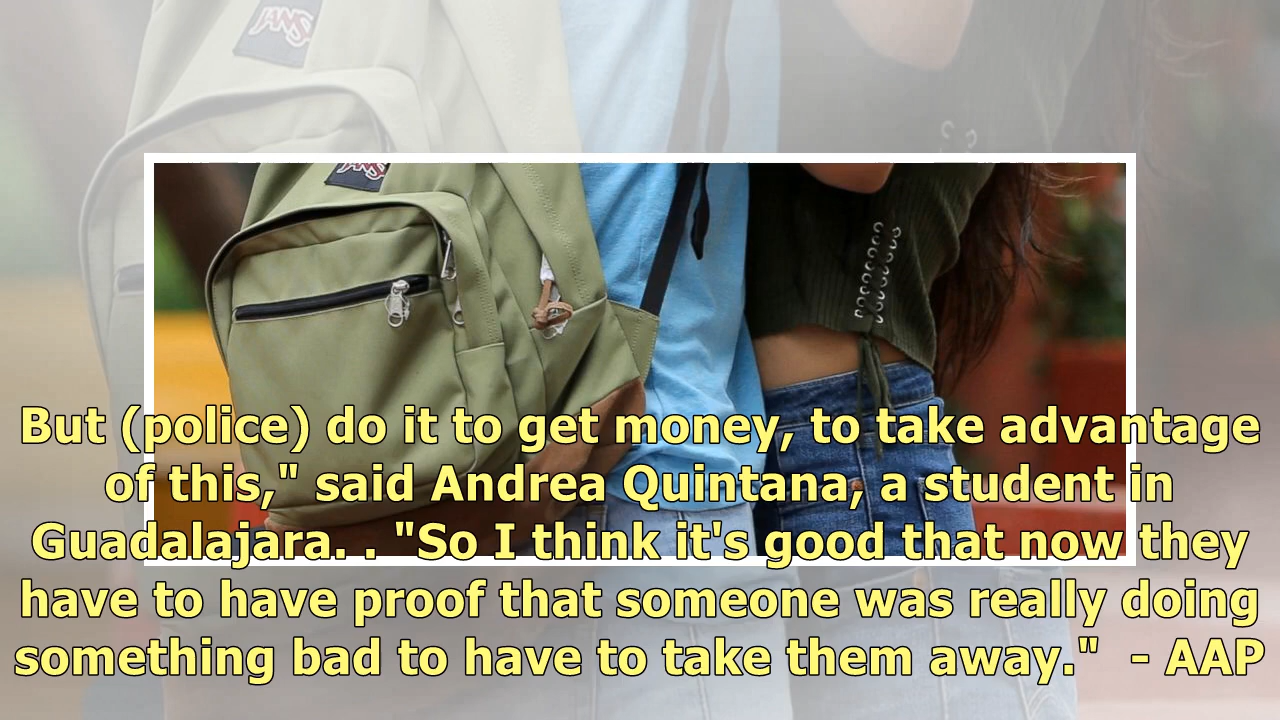 JANS
JANS
But (police) do it to get money, to take advantage
of this," said Andrea Quintana, a student in
Guadalajara. . "So I think it's good that now they
have to have proof that someone was really doing
something bad to have to take them away."  - AAP